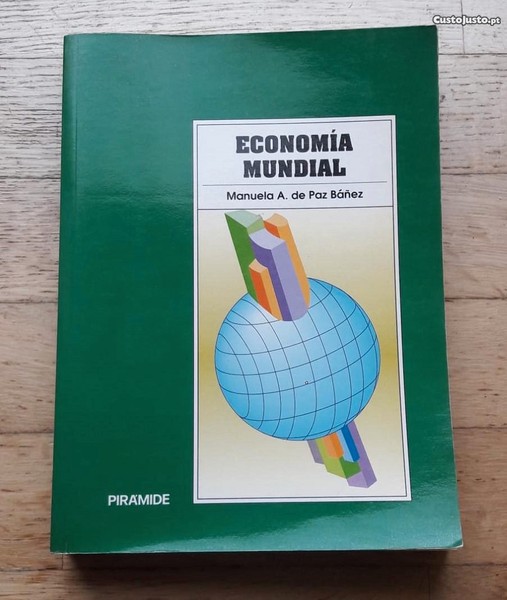 CustoJusto.pt
ECONOMÍA
MUNDIAL
Manuela A. de Paz Báñez
PIRÁMIDE